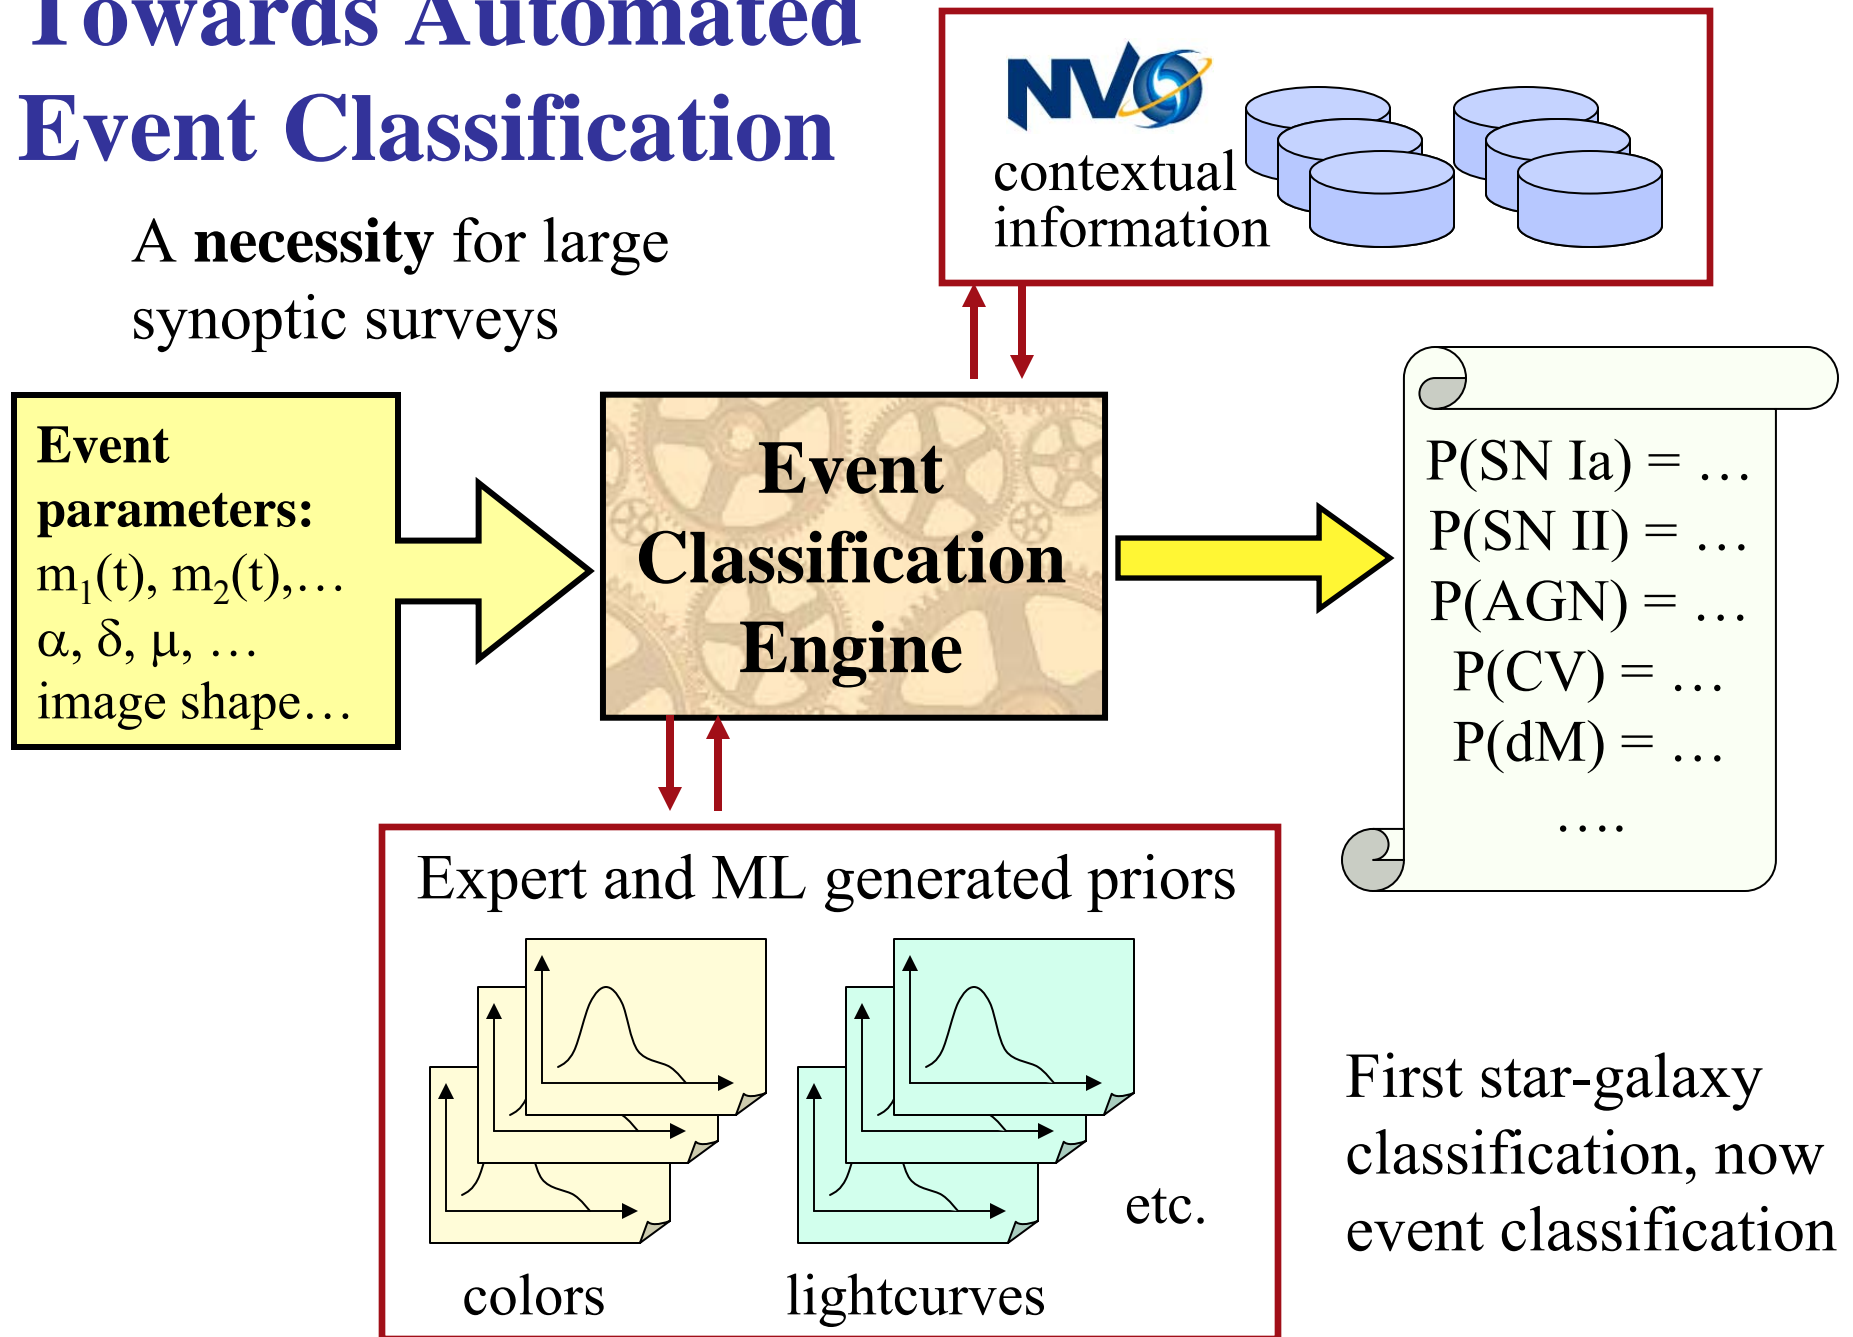 Towards Automated
Event Classification
A necessity for large
synoptic surveys
NVO
contextual
information
Event
parameters:
m₁(t), m₂(t),…
α, δ, μ, …
image shape…
Event
Classification
Engine
P(SN Ia) = …
P(SN II) = …
P(AGN) = …
P(CV) = …
P(dM) = …
….
Expert and ML generated priors
colors
lightcurves
etc.
First star-galaxy
classification, now
event classification